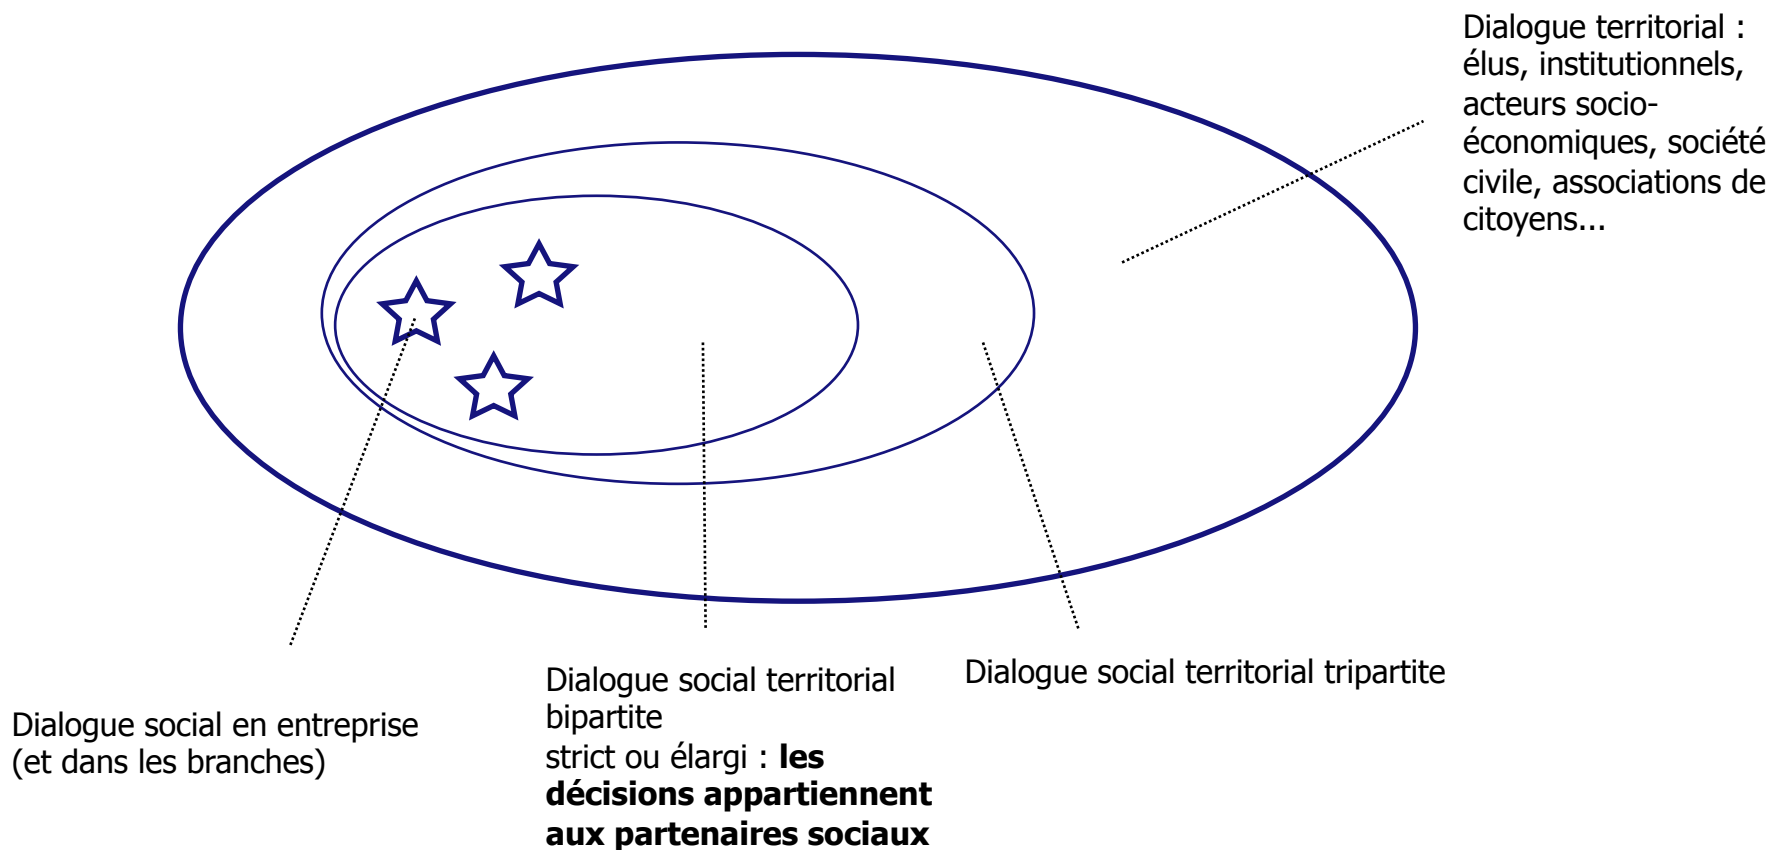 Dialogue territorial :
élus, institutionnels,
acteurs socio-
économiques, société
civile, associations de
citoyens...
Dialogue social en entreprise
(et dans les branches)
Dialogue social territorial
bipartite
strict ou élargi : les
décisions appartiennent
aux partenaires sociaux
Dialogue social territorial tripartite